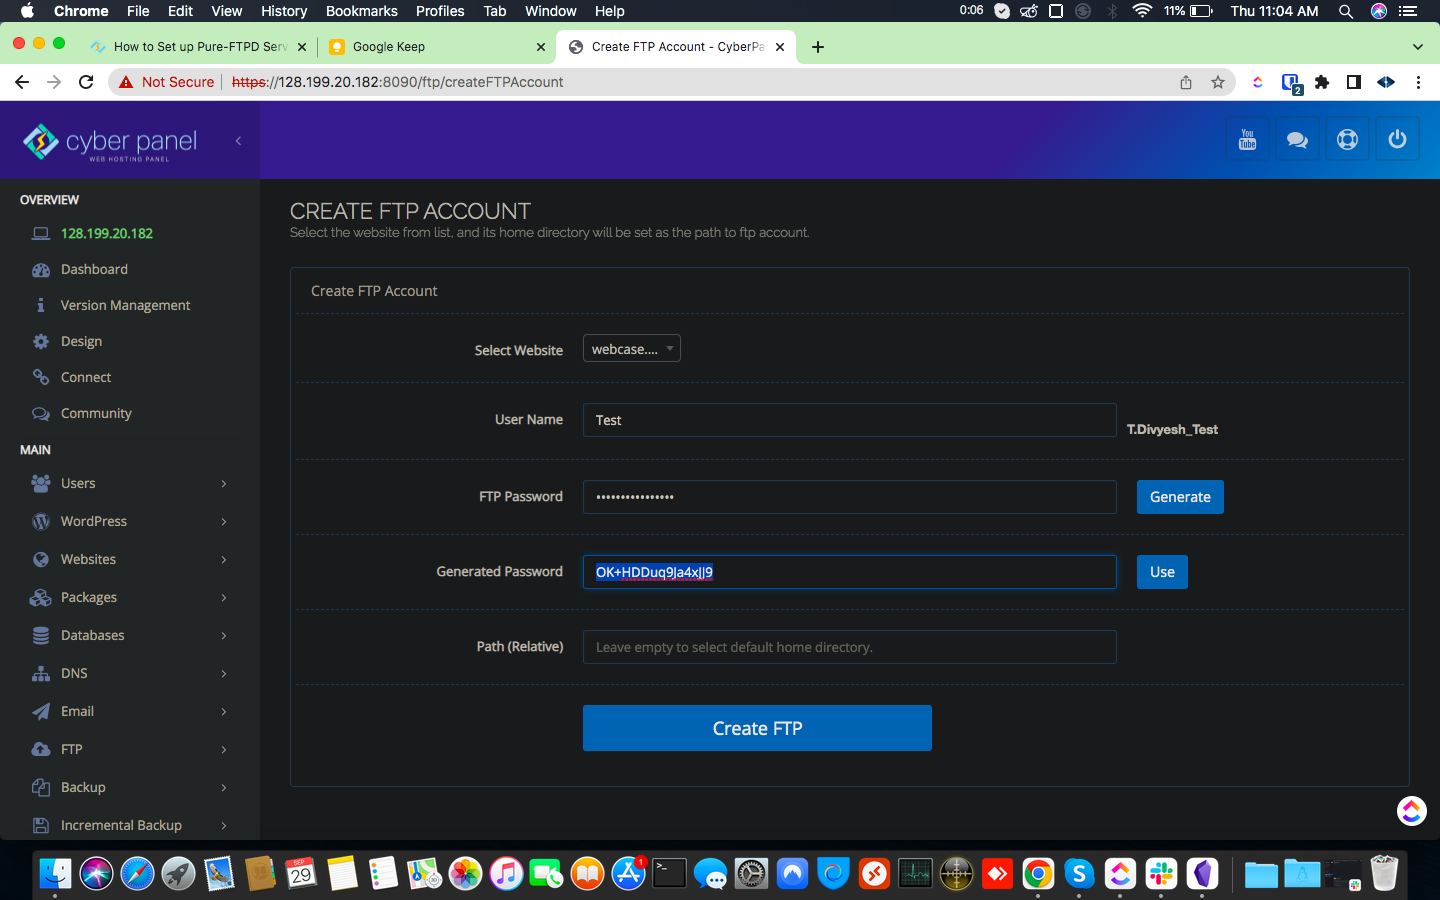 Chrome File Edit View History Bookmarks Profiles Tab Window Help 0:06 11% Thu 11:04 AM
How to Set up Pure-FTPD Serv Google Keep Create FTP Account - CyberPa
Not Secure https://128.199.20.182:8090/ftp/createFTPAccount 2
cyber panel
WEB HOSTING PANEL
You
Tube
OVERVIEW
128.199.20.182
Dashboard
Version Management
Design
Connect
Community
MAIN
Users
WordPress
Websites
Packages
Databases
DNS
Email
FTP
Backup
Incremental Backup
CREATE FTP ACCOUNT
Select the website from list, and its home directory will be set as the path to ftp account.
Create FTP Account
Select Website webcase....
User Name Test T.Divyesh_Test
FTP Password •••••••••••••••• Generate
Generated Password OK+HDDuq9Ja4xJJ9 Use
Path (Relative) Leave empty to select default home directory.
Create FTP
SEP
29
1